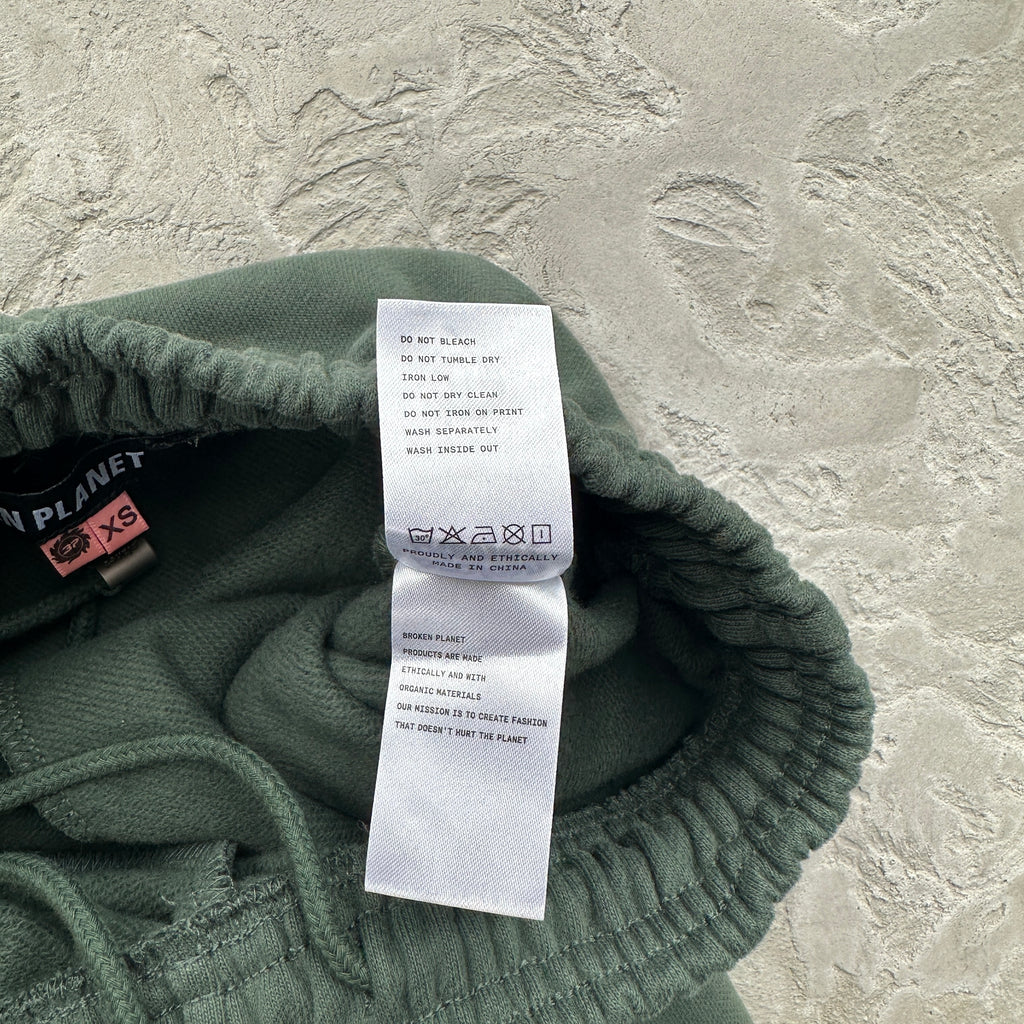 DO NOT BLEACH
DO NOT TUMBLE DRY
IRON LOW
DO NOT DRY CLEAN
DO NOT IRON ON PRINT
WASH SEPARATELY
WASH INSIDE OUT
30°
PROUDLY AND ETHICALLY
MADE IN CHINA
N PLANET
XS
BROKEN PLANET
PRODUCTS ARE MADE
ETHICALLY AND WITH
ORGANIC MATERIALS
OUR MISSION IS TO CREATE FASHION
THAT DOESN'T HURT THE PLANET